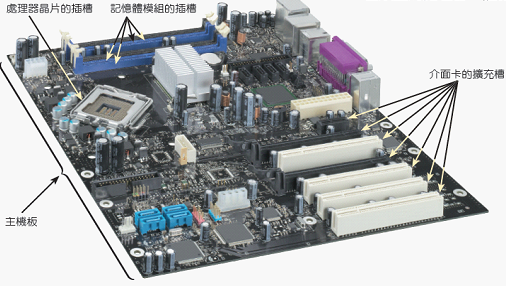 處理器晶片的插槽
記憶體模組的插槽
介面卡的擴充槽
主機板